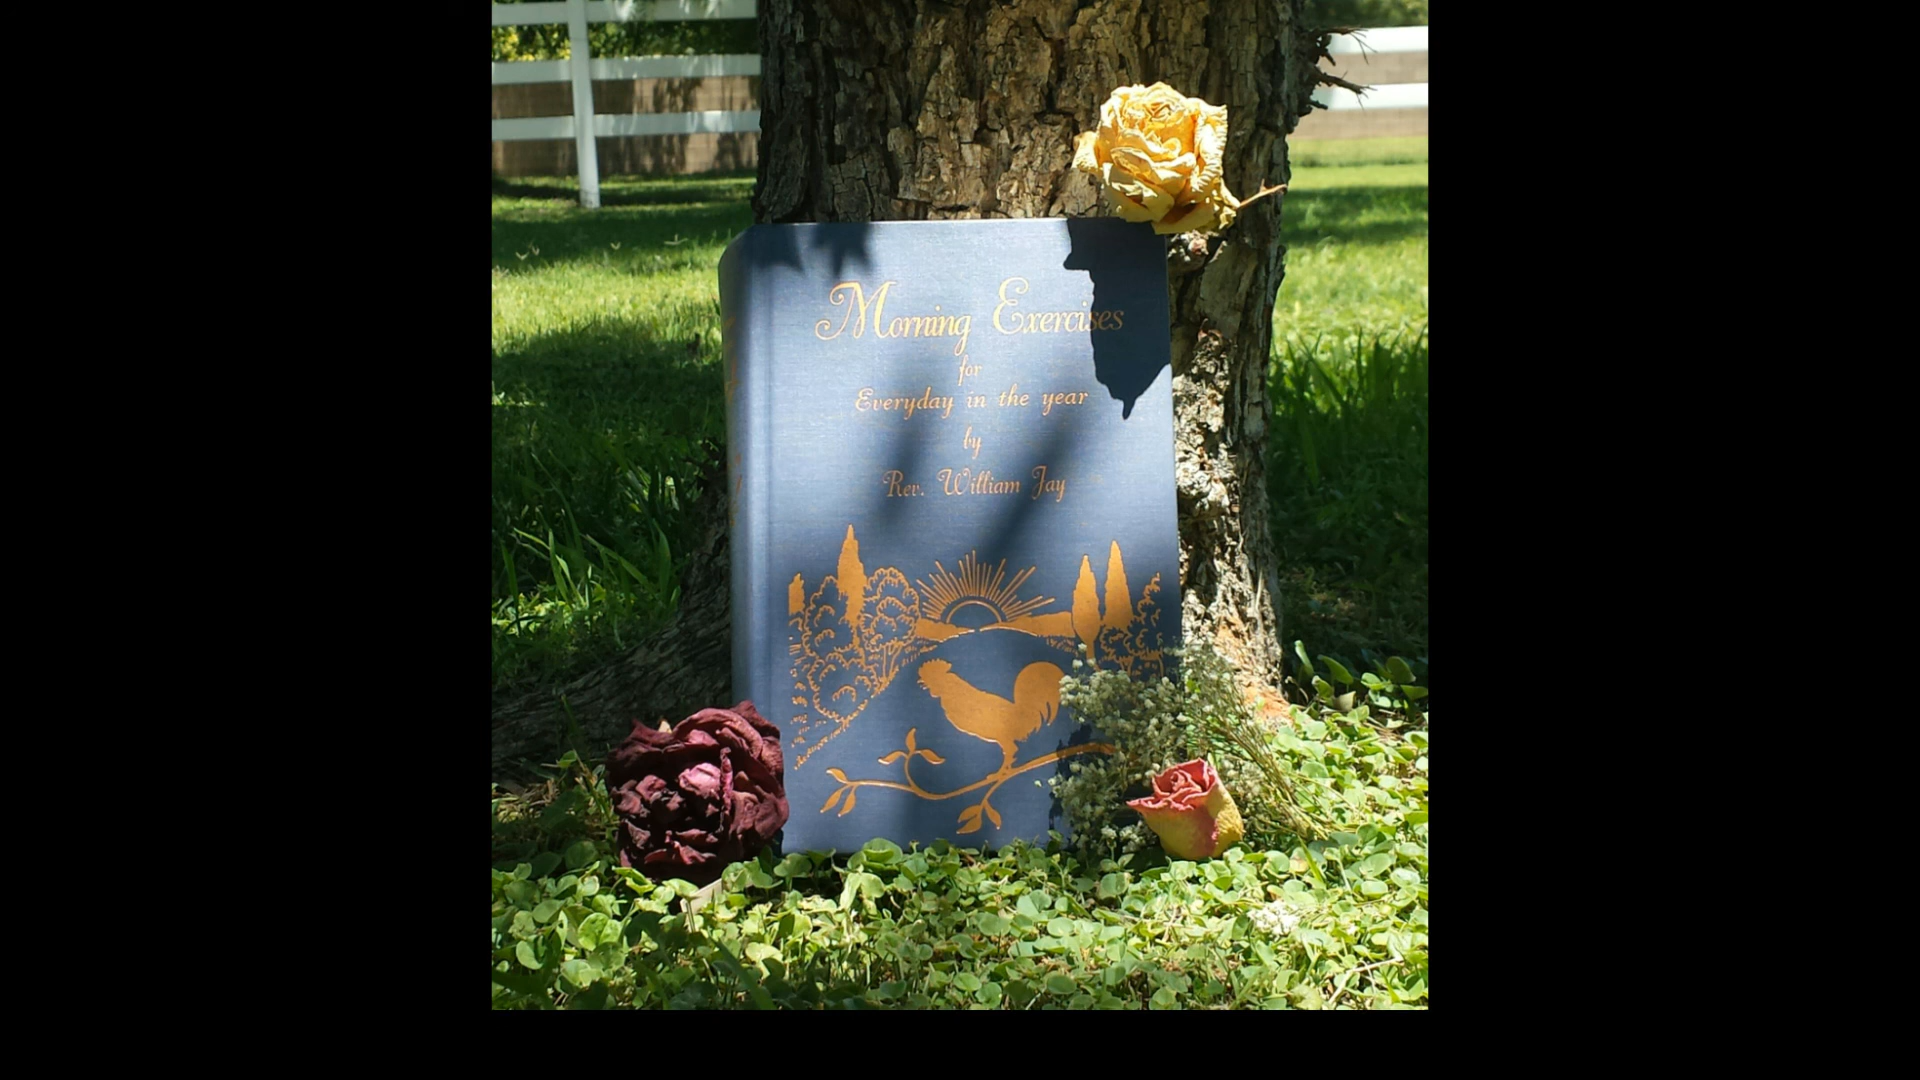 Morning Exercises
for
Everyday in the year
by
Rev. William Jay